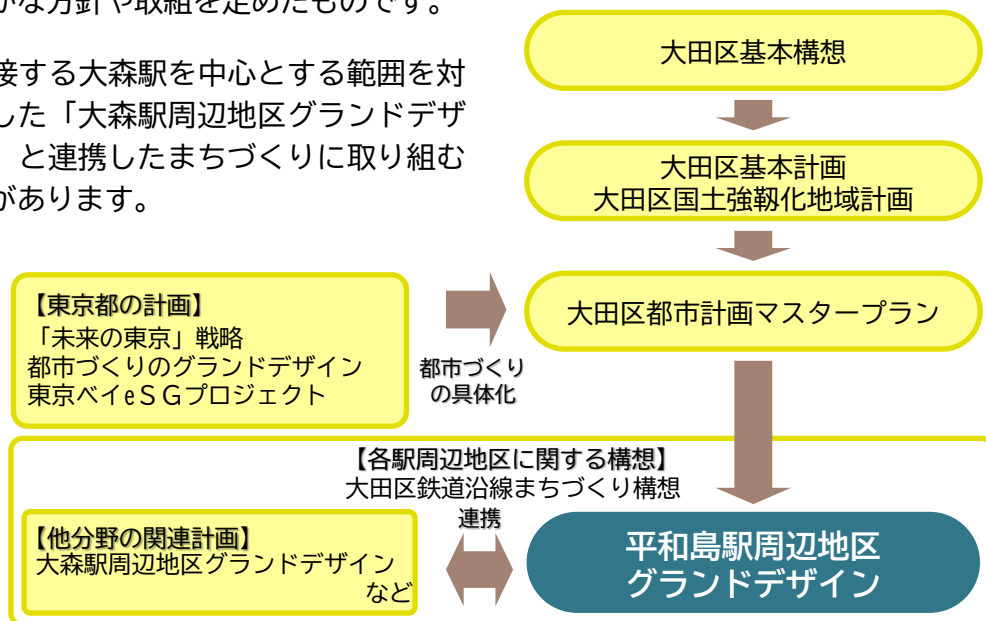 かな方針や取組を定めたものです。
接する大森駅を中心とする範囲を対
した「大森駅周辺地区グランドデザ
」と連携したまちづくりに取り組む
があります。
大田区基本構想
大田区基本計画
大田区国土強靱化地域計画
【東京都の計画】
「未来の東京」戦略
都市づくりのグランドデザイン
東京ベイeSGプロジェクト
都市づくり
の具体化
大田区都市計画マスタープラン
【各駅周辺地区に関する構想】
大田区鉄道沿線まちづくり構想
【他分野の関連計画】
大森駅周辺地区グランドデザイン
など
連携
平和島駅周辺地区
グランドデザイン